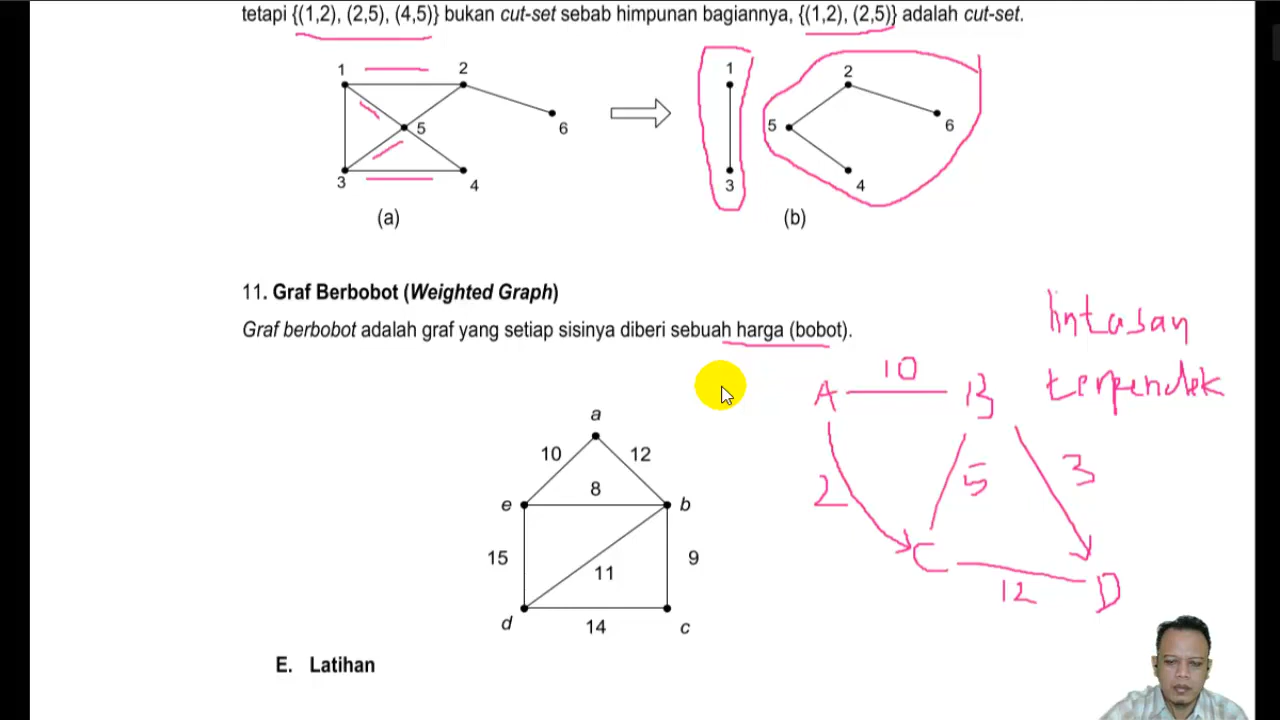 tetapi {(1,2), (2,5), (4,5)} bukan cut-set sebab himpunan bagiannya, {(1,2), (2,5)} adalah cut-set.
1 2 5 6 3 4
1 2 5 6 3 4
(a) (b)
11. Graf Berbobot (Weighted Graph)
Graf berbobot adalah graf yang setiap sisinya diberi sebuah harga (bobot).
a
10 12
8
e b
15 9
11
d 14 c
lintasan
terpendek
A 10 B
2 5 3
C 12 D
E. Latihan